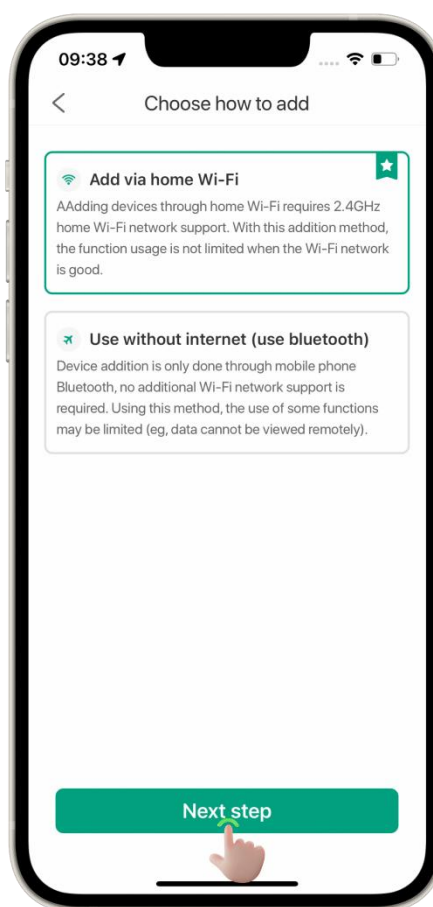 09:38
Choose how to add
Add via home Wi-Fi
AAdding devices through home Wi-Fi requires 2.4GHz
home Wi-Fi network support. With this addition method,
the function usage is not limited when the Wi-Fi network
is good.
Use without internet (use bluetooth)
Device addition is only done through mobile phone
Bluetooth, no additional Wi-Fi network support is
required. Using this method, the use of some functions
may be limited (eg, data cannot be viewed remotely).
Next step